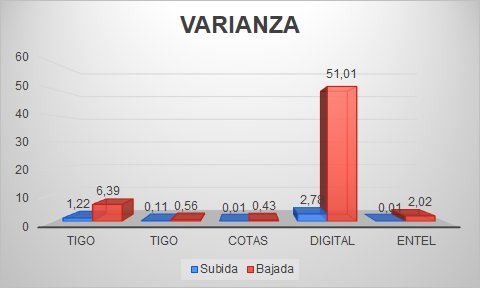 VARIANZA
60
50
40
30
20
10
0
1,22
6,39
0,11
0,56
0,01
0,43
2,78
51,01
0,01
2,02
TIGO
TIGO
COTAS
DIGITAL
ENTEL
Subida
Bajada